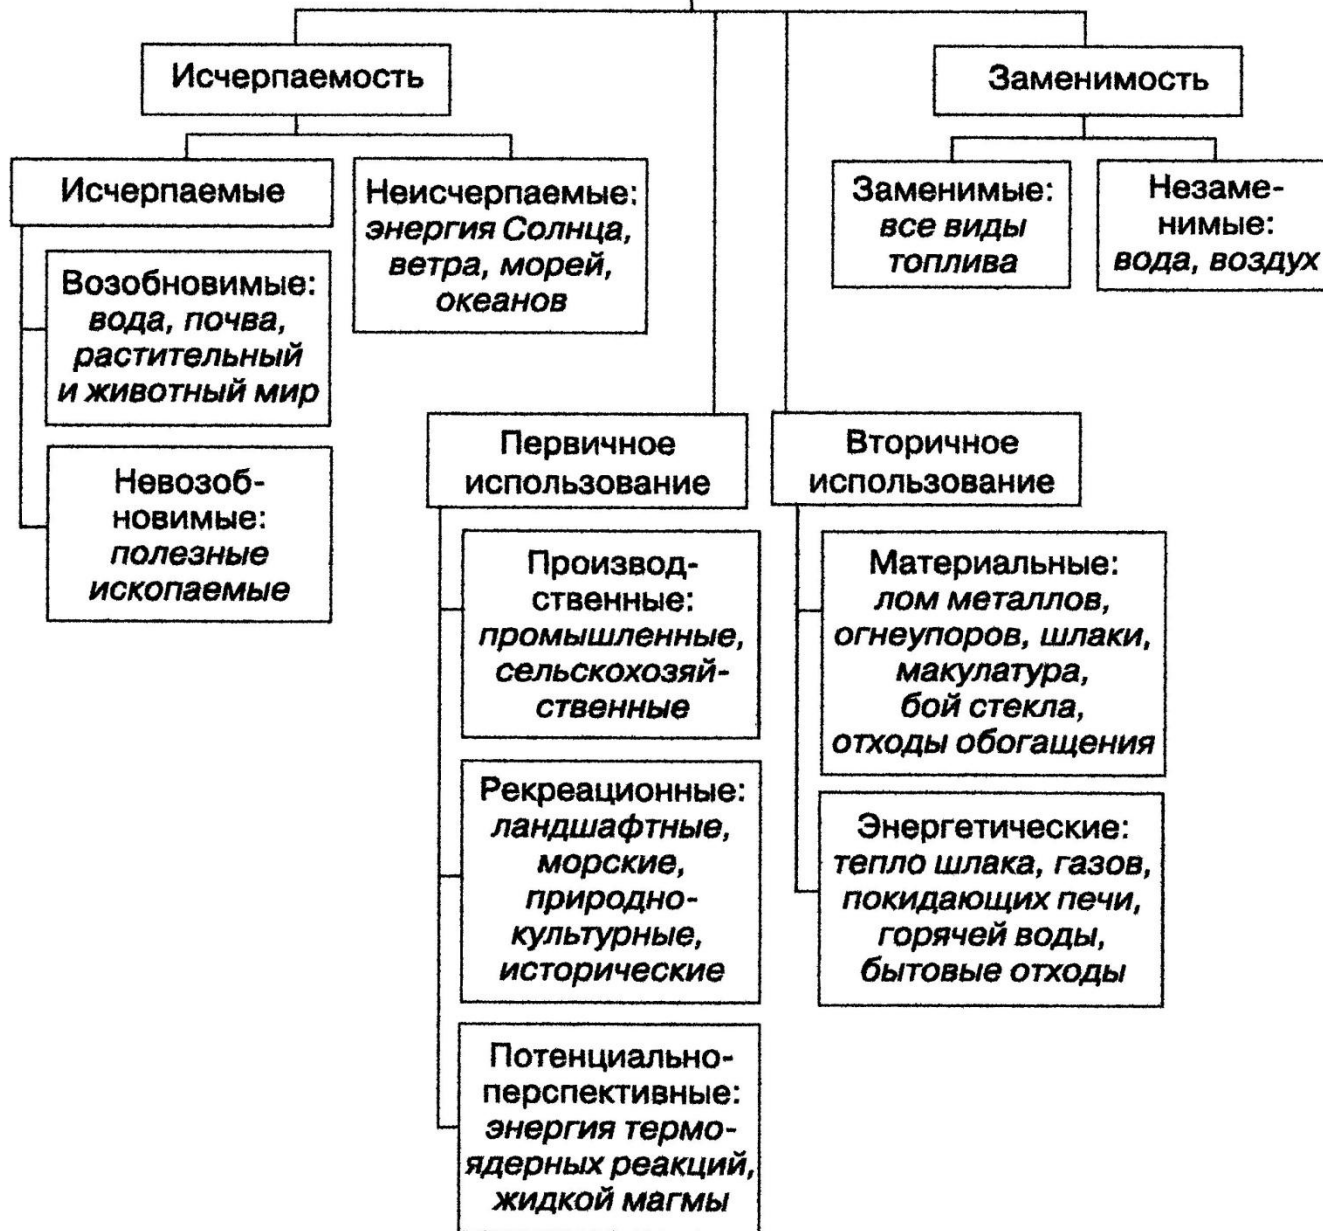 Исчерпаемость
Заменимость
Исчерпаемые
Неисчерпаемые:
энергия Солнца,
ветра, морей,
океанов
Заменимые:
все виды
топлива
Незаме-
нимые:
вода, воздух
Возобновимые:
вода, почва,
растительный
и животный мир
Невозоб-
новимые:
полезные
ископаемые
Первичное
использование
Вторичное
использование
Производ-
ственные:
промышленные,
сельскохозяй-
ственные
Материальные:
лом металлов,
огнеупоров, шлаки,
макулатура,
бой стекла,
отходы обогащения
Рекреационные:
ландшафтные,
морские,
природно-
культурные,
исторические
Энергетические:
тепло шлака, газов,
покидающих печи,
горячей воды,
бытовые отходы
Потенциально-
перспективные:
энергия термо-
ядерных реакций,
жидкой магмы